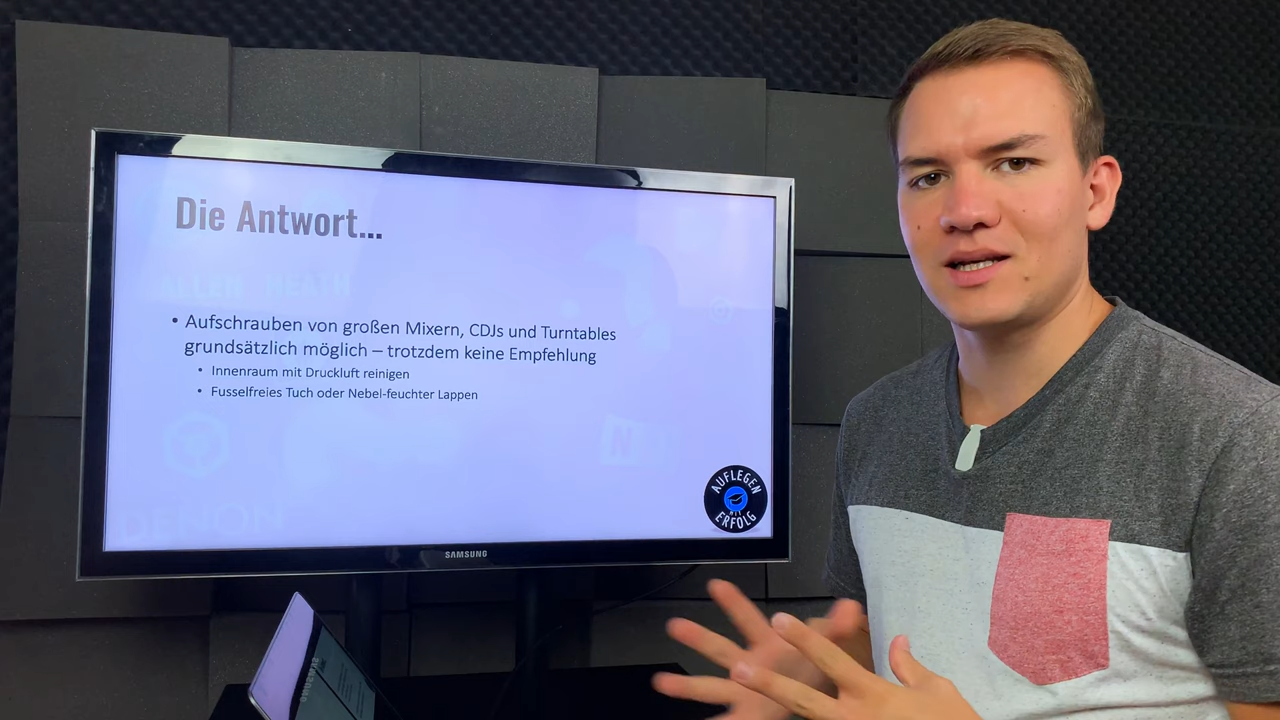 Die Antwort...
• Aufschrauben von großen Mixern, CDJs und Turntables
grundsätzlich möglich – trotzdem keine Empfehlung
• Innenraum mit Druckluft reinigen
• Fusselfreies Tuch oder Nebel-feuchter Lappen
AUFLEGEN
MIT
ERFOLG
SAMSUNG